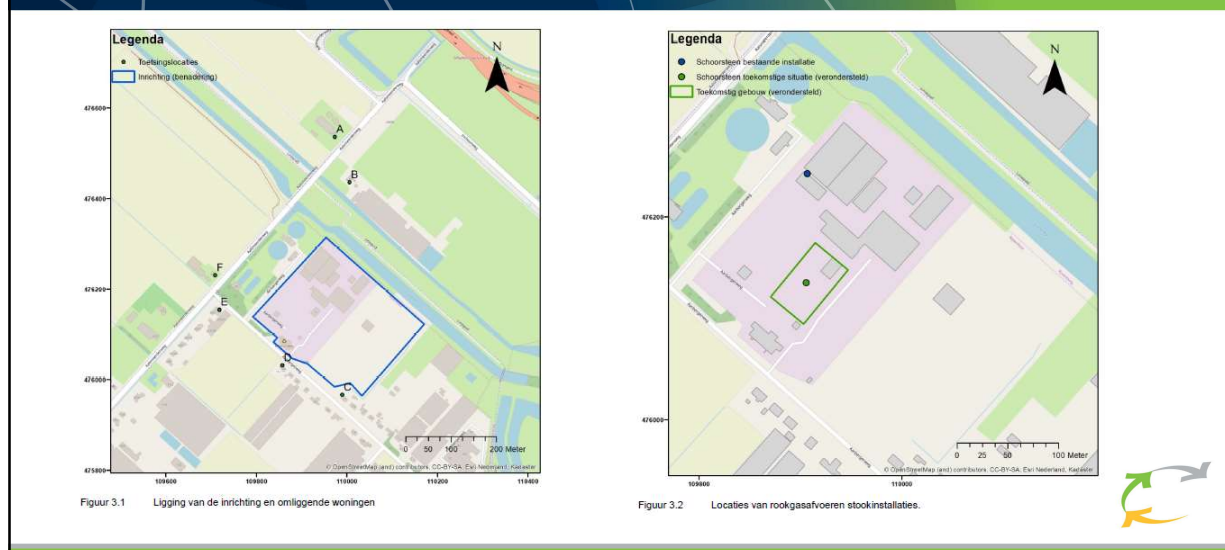 Legenda
Toetsingslocaties
Inrichting (benadering)
N
476600
476400
476200
476000
475800
A
B
F
E
D
C
0 50 100 200 Meter
© OpenStreetMap (and) contributors, CC-BY-SA, Esri Nederland, Kadaster
109600 109800 110000 110200 110400
Figuur 3.1 Ligging van de inrichting en omliggende woningen
Legenda
Schoorsteen bestaande installatie
Schoorsteen toekomstige situatie (verondersteld)
Toekomstig gebouw (verondersteld)
N
476200
476000
0 25 50 100 Meter
© OpenStreetMap (and) contributors, CC-BY-SA, Esri Nederland, Kadaster
109800 110000
Figuur 3.2 Locaties van rookgasafvoeren stookinstallaties.